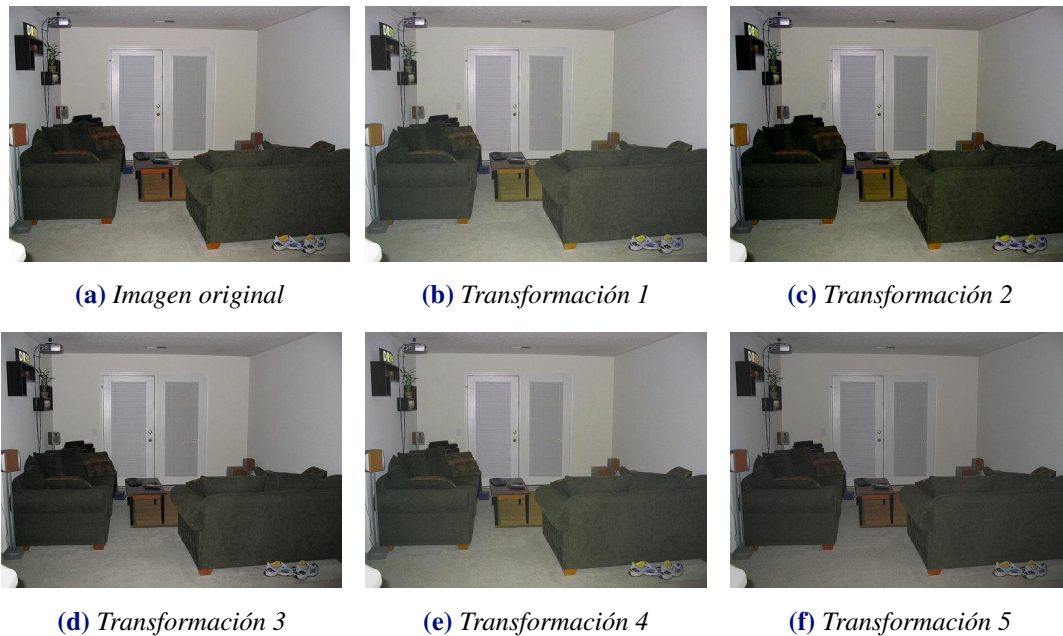 (a) Imagen original
(b) Transformación 1
(c) Transformación 2
(d) Transformación 3
(e) Transformación 4
(f) Transformación 5